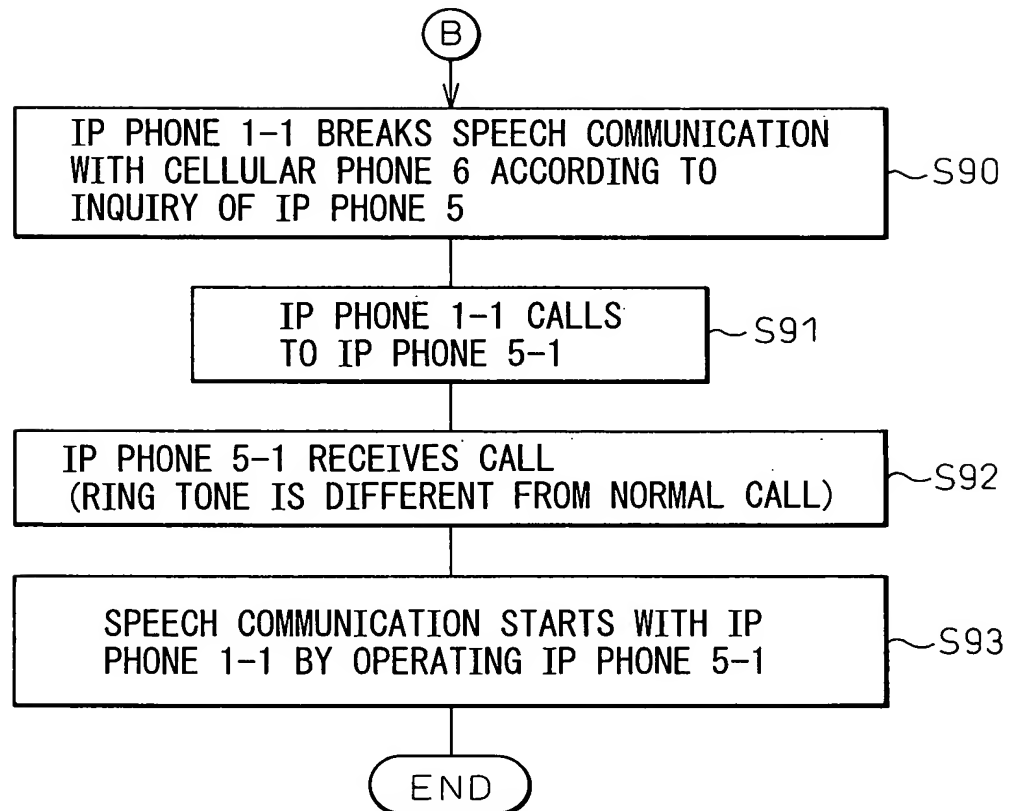 B
IP PHONE 1-1 BREAKS SPEECH COMMUNICATION
WITH CELLULAR PHONE 6 ACCORDING TO
INQUIRY OF IP PHONE 5
S90
IP PHONE 1-1 CALLS
TO IP PHONE 5-1
S91
IP PHONE 5-1 RECEIVES CALL
(RING TONE IS DIFFERENT FROM NORMAL CALL)
S92
SPEECH COMMUNICATION STARTS WITH IP
PHONE 1-1 BY OPERATING IP PHONE 5-1
S93
END